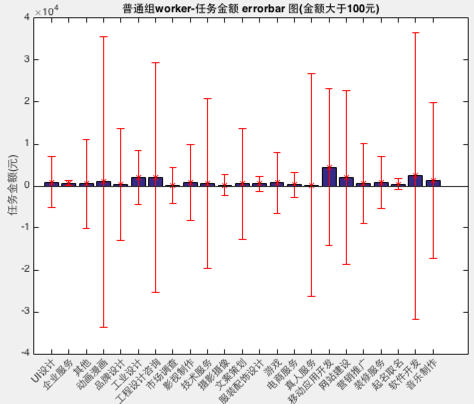 普通组worker-任务金额 errorbar 图(金额大于100元)
×10⁴
4
3
2
1
0
-1
-2
-3
-4
任务金额(元)
UI设计
企业服务
其他
动画漫画
品牌设计
工业设计
工程设计咨询
市场调查
影视制作
技术服务
摄影摄像
文案策划
服装配饰设计
游戏
电商服务
真人服务
移动应用开发
网站建设
营销推广
装修服务
起名取名
软件开发
音乐制作